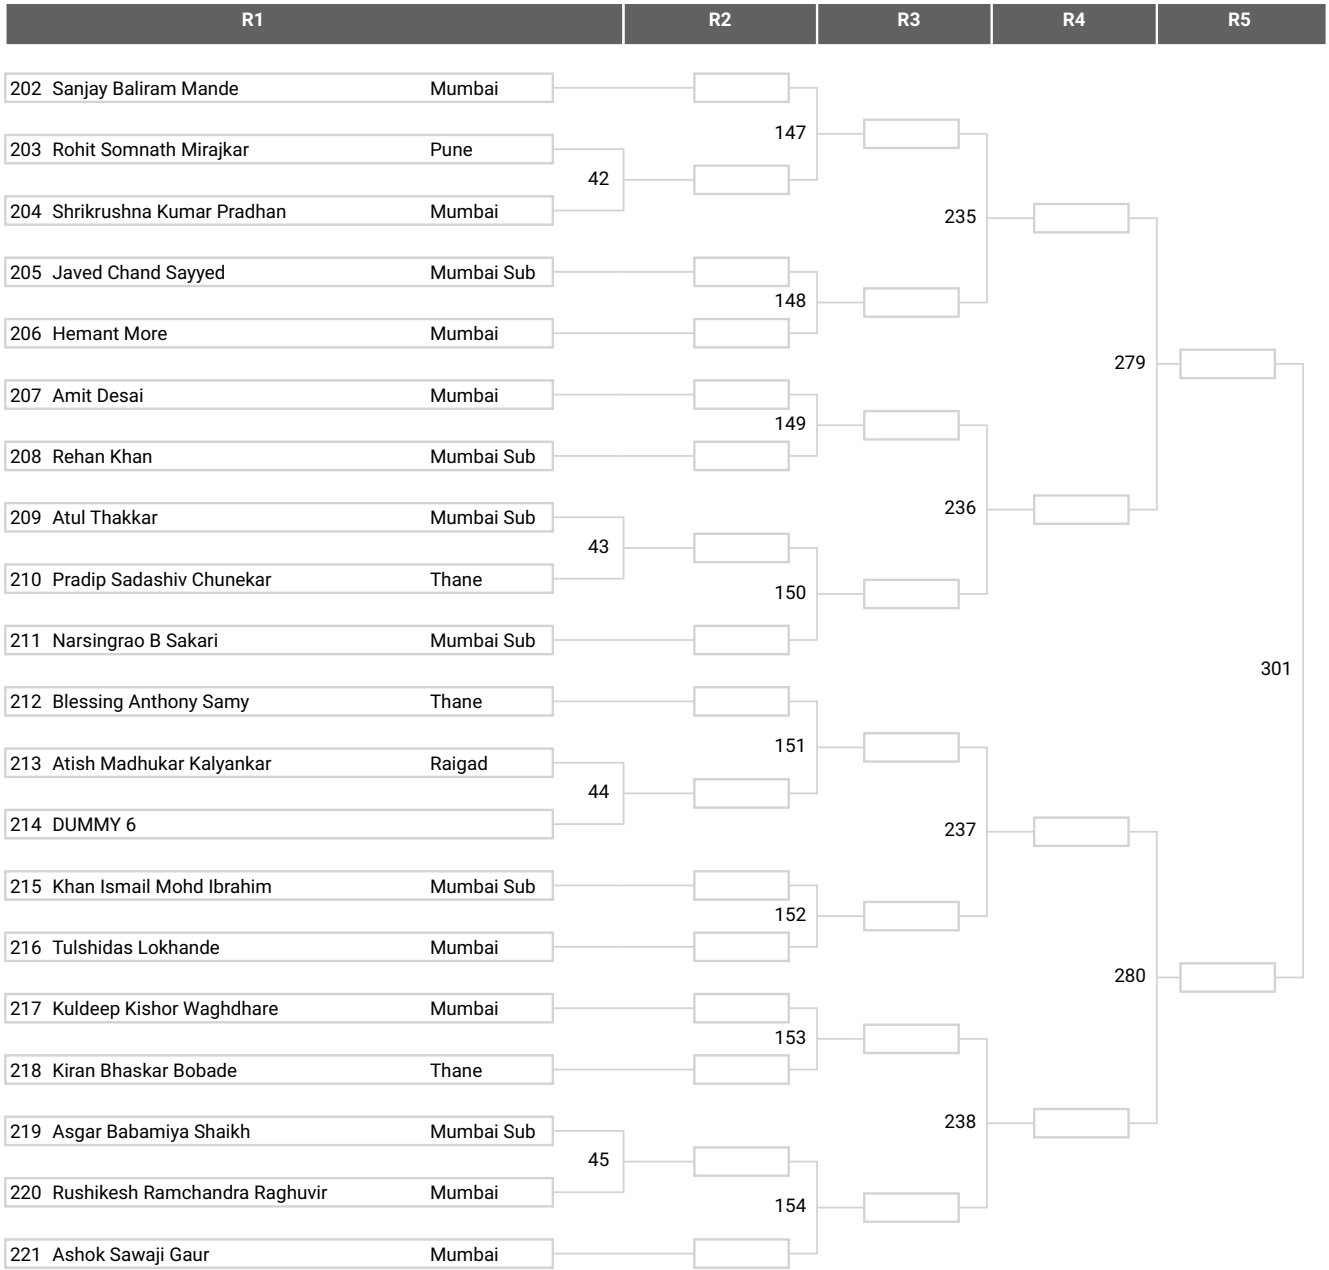 R1 R2 R3 R4 R5
202 Sanjay Baliram Mande Mumbai
147
203 Rohit Somnath Mirajkar Pune
42
204 Shrikrushna Kumar Pradhan Mumbai
235
205 Javed Chand Sayyed Mumbai Sub
148
206 Hemant More Mumbai
279
207 Amit Desai Mumbai
149
208 Rehan Khan Mumbai Sub
236
209 Atul Thakkar Mumbai Sub
43
210 Pradip Sadashiv Chunekar Thane
150
211 Narsingrao B Sakari Mumbai Sub
301
212 Blessing Anthony Samy Thane
151
213 Atish Madhukar Kalyankar Raigad
44
214 DUMMY 6
237
215 Khan Ismail Mohd Ibrahim Mumbai Sub
152
216 Tulshidas Lokhande Mumbai
280
217 Kuldeep Kishor Waghdhare Mumbai
153
218 Kiran Bhaskar Bobade Thane
238
219 Asgar Babamiya Shaikh Mumbai Sub
45
220 Rushikesh Ramchandra Raghuvir Mumbai
154
221 Ashok Sawaji Gaur Mumbai